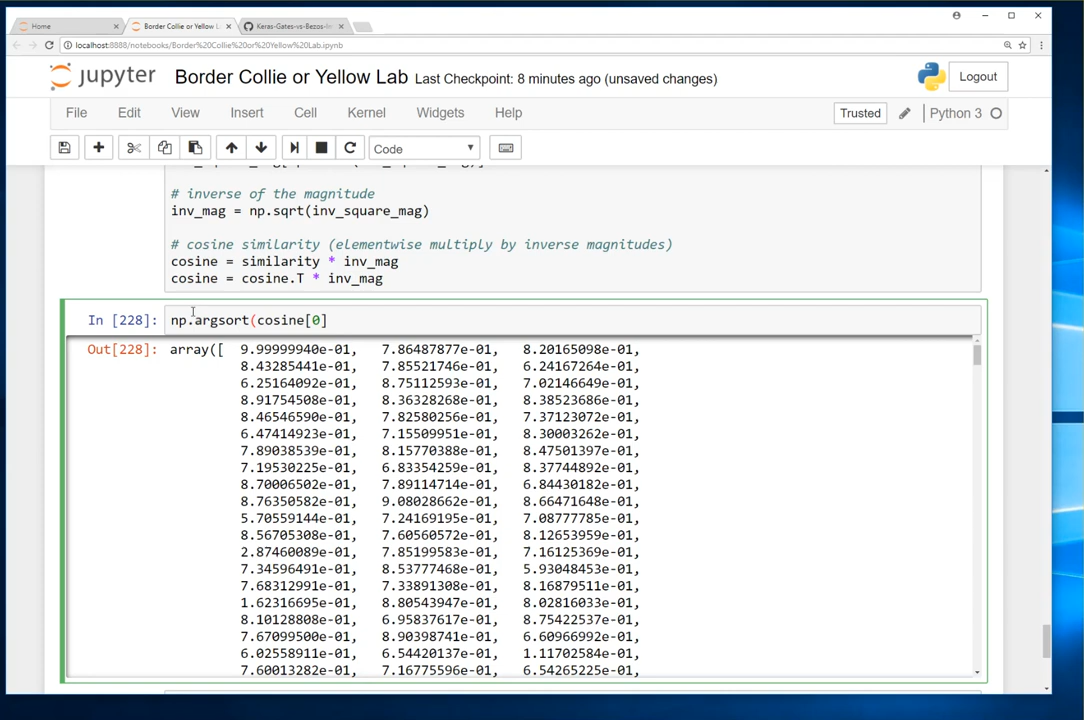 Home
Border Collie or Yellow L
Keras-Gates-vs-Bezos-I
localhost:8888/notebooks/Border%20Collie%20or%20Yellow%20Lab.ipynb
jupyter Border Collie or Yellow Lab Last Checkpoint: 8 minutes ago (unsaved changes)
Logout
File Edit View Insert Cell Kernel Widgets Help
Trusted
Python 3
Code
# inverse of the magnitude
inv_mag = np.sqrt(inv_square_mag)
# cosine similarity (elementwise multiply by inverse magnitudes)
cosine = similarity * inv_mag
cosine = cosine.T * inv_mag
In [228]: np.argsort(cosine[0]
Out[228]: array([ 9.99999940e-01, 7.86487877e-01, 8.20165098e-01,
8.43285441e-01, 7.85521746e-01, 6.24167264e-01,
6.25164092e-01, 8.75112593e-01, 7.02146649e-01,
8.91754508e-01, 8.36328268e-01, 8.38523686e-01,
8.46546590e-01, 7.82580256e-01, 7.37123072e-01,
6.47414923e-01, 7.15509951e-01, 8.30003262e-01,
7.89038539e-01, 8.15770388e-01, 8.47501397e-01,
7.19530225e-01, 6.83354259e-01, 8.37744892e-01,
8.70006502e-01, 7.89114714e-01, 6.84430182e-01,
8.76350582e-01, 9.08028662e-01, 8.66471648e-01,
5.70559144e-01, 7.24169195e-01, 7.08777785e-01,
8.56705308e-01, 7.60560572e-01, 8.12653959e-01,
2.87460089e-01, 7.85199583e-01, 7.16125369e-01,
7.34596491e-01, 8.53777468e-01, 5.93048453e-01,
7.68312991e-01, 7.33891308e-01, 8.16879511e-01,
1.62316695e-01, 8.80543947e-01, 8.02816033e-01,
8.10128808e-01, 6.95837617e-01, 8.75422537e-01,
7.67099500e-01, 8.90398741e-01, 6.60966992e-01,
6.02558911e-01, 6.54420137e-01, 1.11702584e-01,
7.60013282e-01, 7.16775596e-01, 6.54265225e-01,